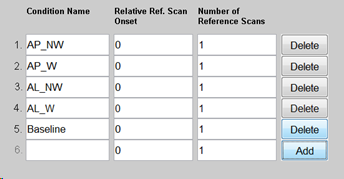 Condition Name Relative Ref. Scan Onset Number of Reference Scans
1. AP_NW 0 1 Delete
2. AP_W 0 1 Delete
3. AL_NW 0 1 Delete
4. AL_W 0 1 Delete
5. Baseline 0 1 Delete
6. 0 1 Add